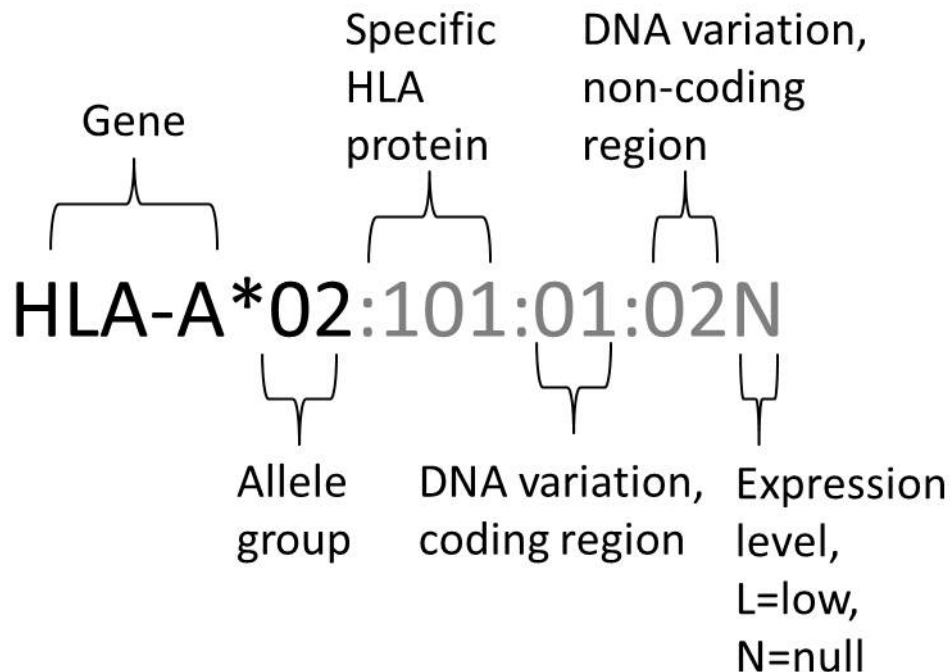 Gene
Specific
HLA
protein
DNA variation,
non-coding
region
HLA-A*02:101:01:02N
Allele
group
DNA variation,
coding region
Expression
level,
L=low,
N=null